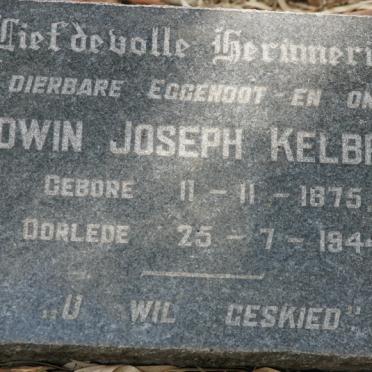 Liefdevolle Herinneri
DIERBARE EGGENOOT-EN ON
DWIN JOSEPH KELB
GEBORE 11-11-1875.
OORLEDE 25-7-194
„U WIL GESKIED"